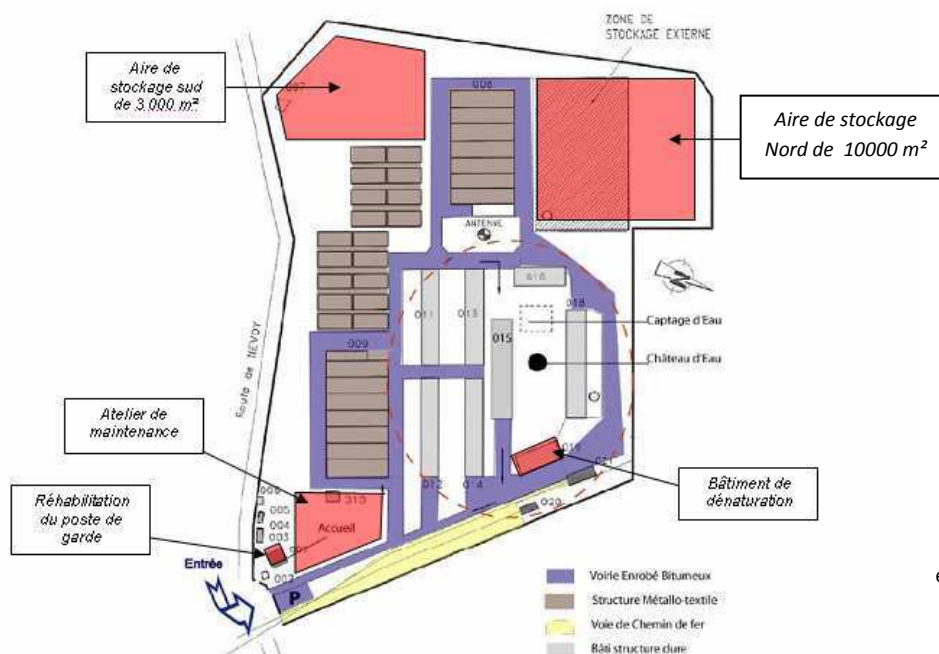 ZONE DE
STOCKAGE EXTERNE
Aire de
stockage sud
de 3 000 m²
Aire de stockage
Nord de 10000 m²
ANTENNE
011
013
015
018
Captage d'Eau
Château d'Eau
009
Route de NEVOY
Atelier de
maintenance
Réhabilitation
du poste de
garde
Bâtiment de
dénaturation
012
014
021
020
310
006
005
004
003
002
Accueil
Entrée
P
Voirie Enrobé Bitumeux
Structure Métallo-textile
Voie de Chemin de fer
Bâti structure dure
e